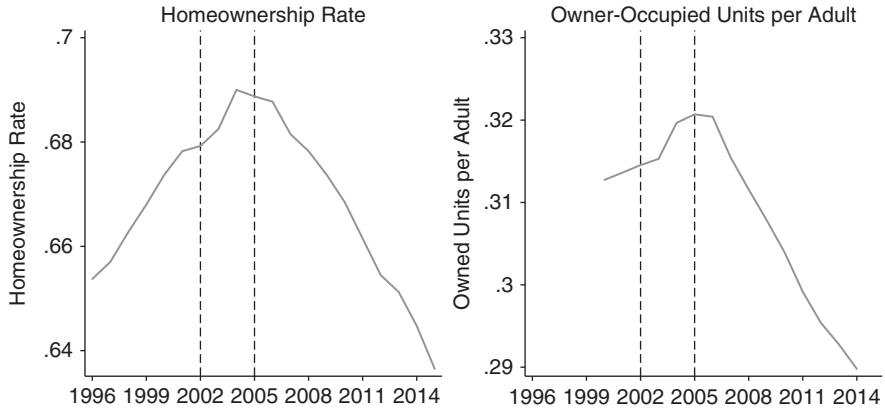 Homeownership Rate
.7
.68
.66
.64
Homeownership Rate
1996 1999 2002 2005 2008 2011 2014
Owner-Occupied Units per Adult
.33
.32
.31
.3
.29
Owned Units per Adult
1996 1999 2002 2005 2008 2011 2014